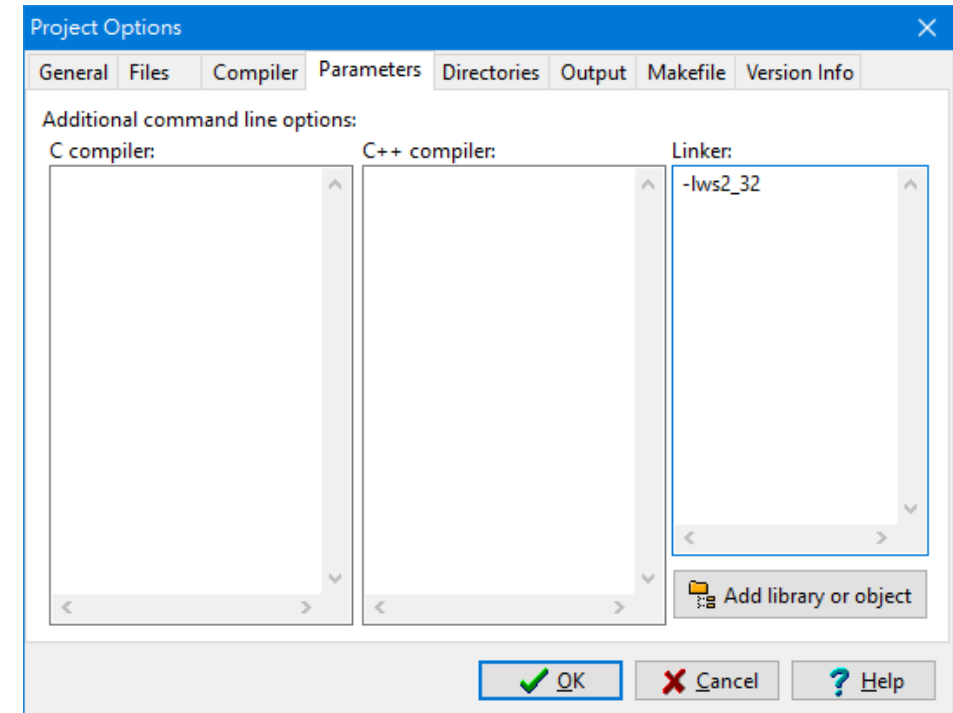 Project Options
General Files Compiler Parameters Directories Output Makefile Version Info
Additional command line options:
C compiler: C++ compiler: Linker:
-lws2_32
Add library or object
OK Cancel Help